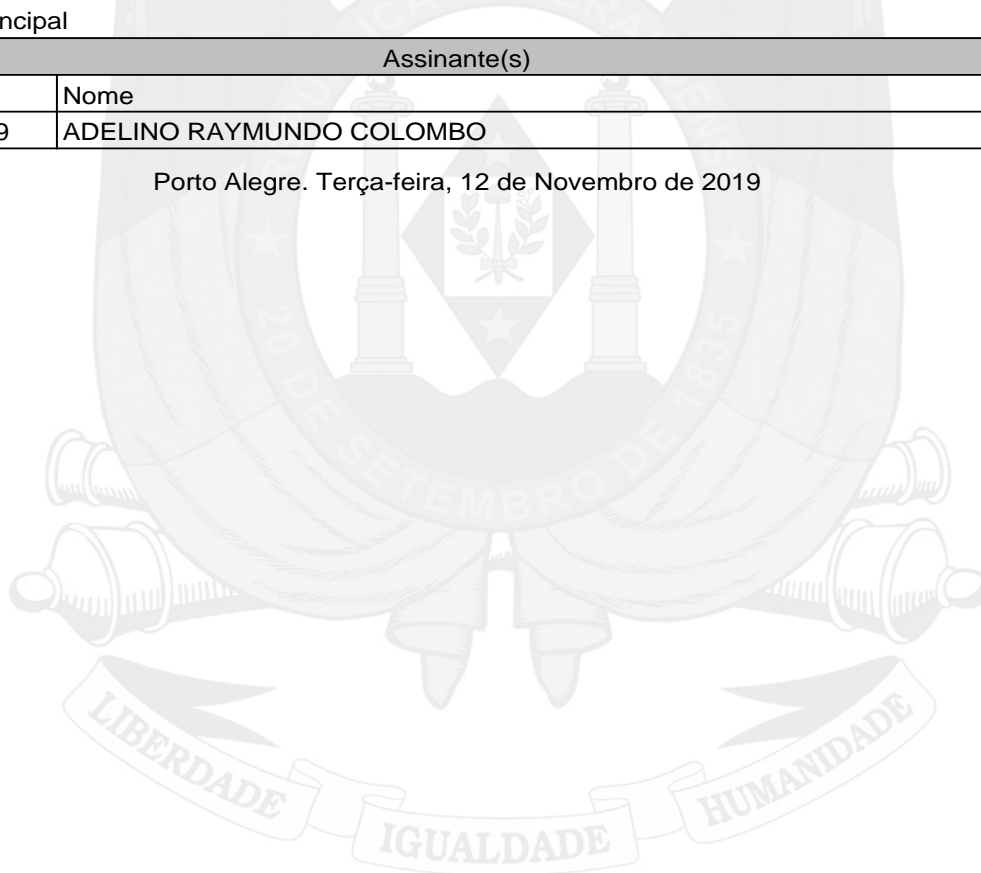 ncipal
Assinante(s)
Nome
9 ADELINO RAYMUNDO COLOMBO
Porto Alegre. Terça-feira, 12 de Novembro de 2019
20 DE SETEMBRO DE 1835
LIBERDADE IGUALDADE HUMANIDADE